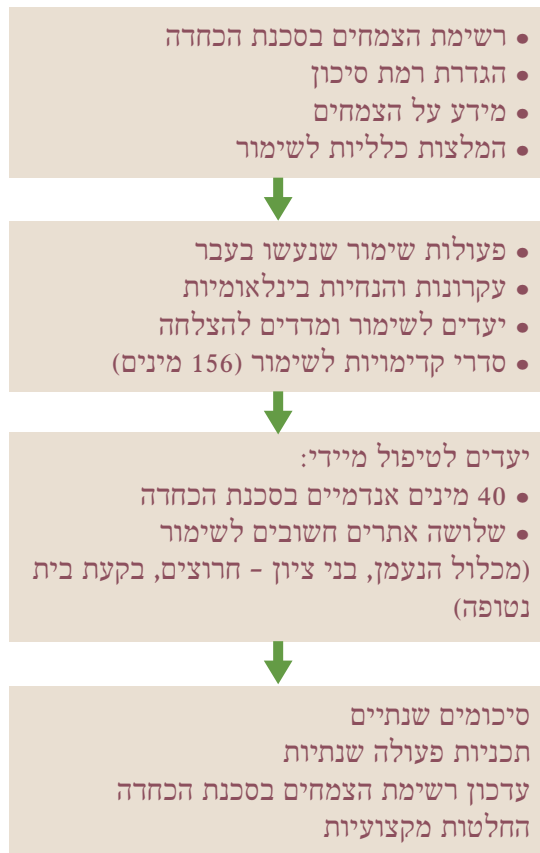 • רשימת הצמחים בסכנת הכחדה
• הגדרת רמת סיכון
• מידע על הצמחים
• המלצות כלליות לשימור
• פעולות שימור שנעשו בעבר
• עקרונות והנחיות בינלאומיות
• יעדים לשימור ומדדים להצלחה
• סדרי קדימויות לשימור (156 מינים)
יעדים לטיפול מיידי:
• 40 מינים אנדמיים בסכנת הכחדה
• שלושה אתרים חשובים לשימור
(מכלול הנעמן, בני ציון – חרוצים, בקעת בית
נטופה)
סיכומים שנתיים
תכניות פעולה שנתיות
עדכון רשימת הצמחים בסכנת הכחדה
החלטות מקצועיות